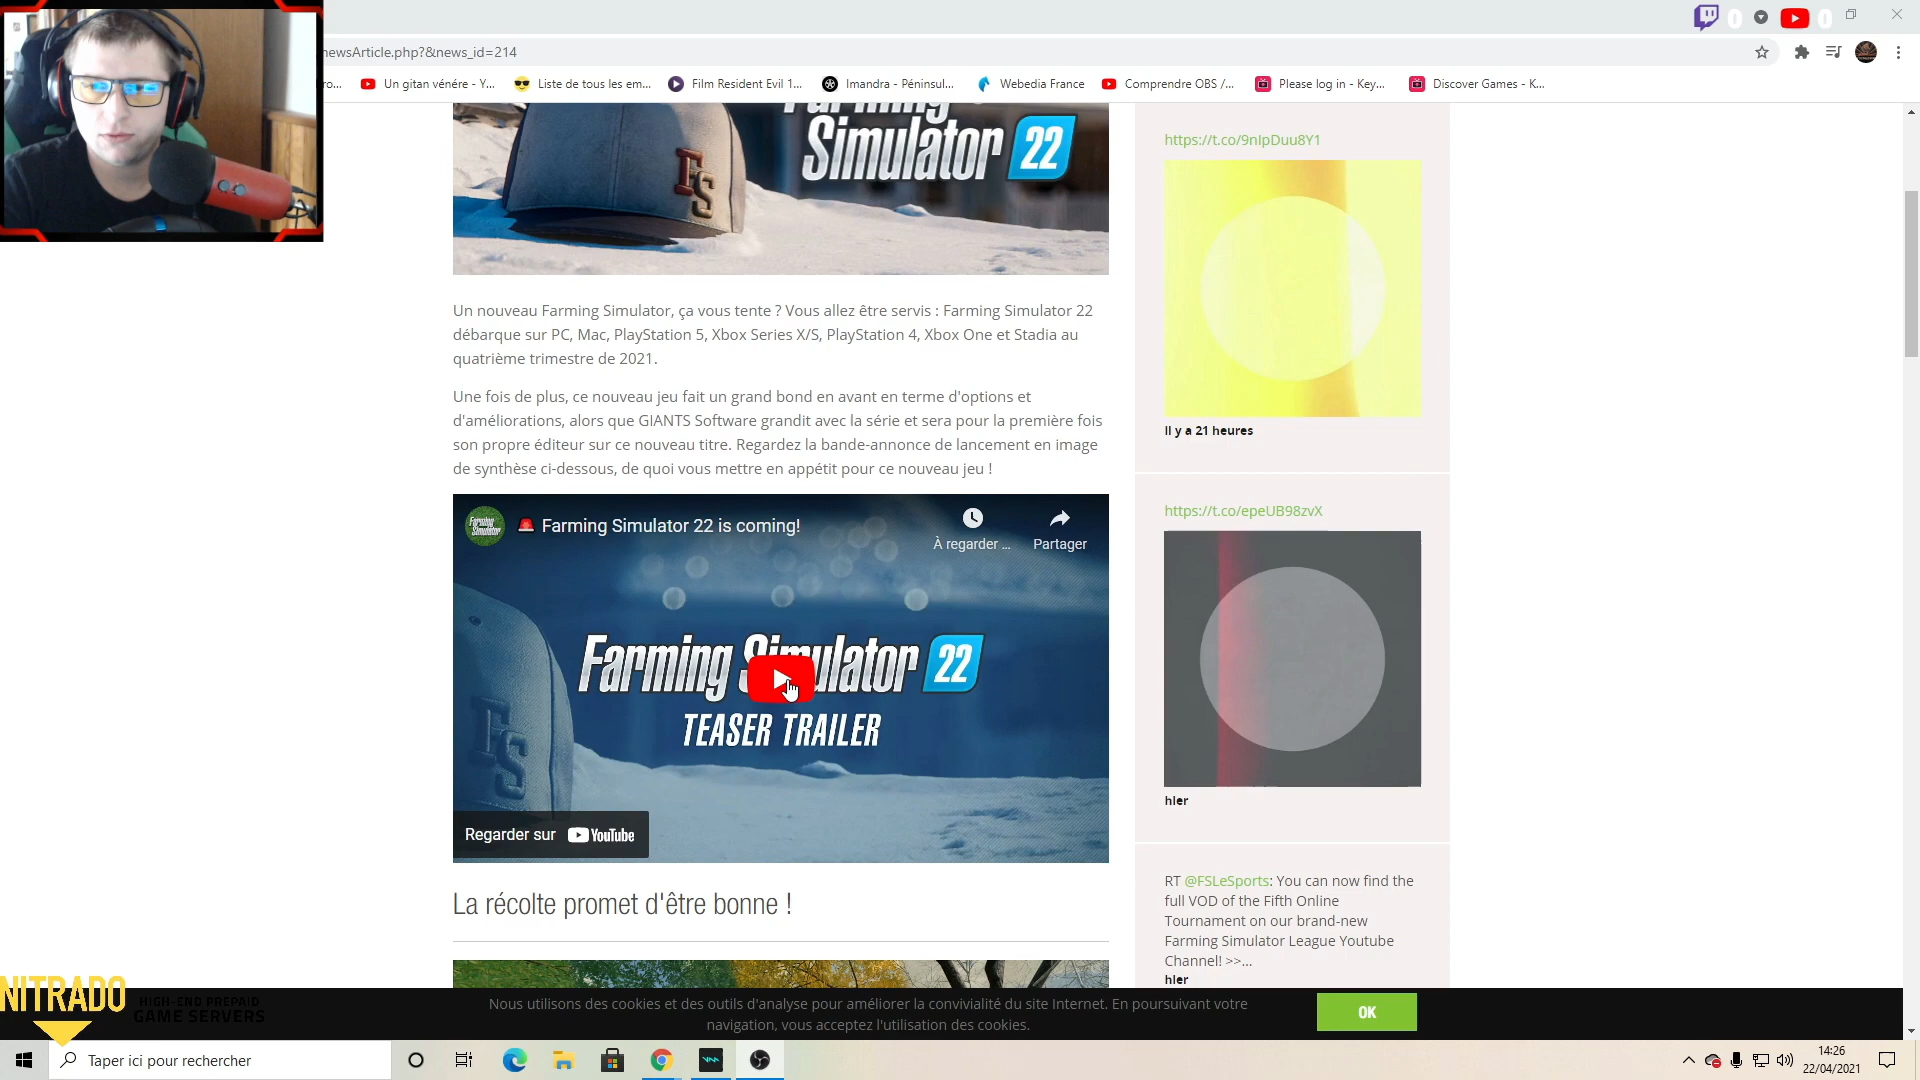 newsArticle.php?&news_id=214
ro...
Un gitan vénére - Y...
Liste de tous les em...
Film Resident Evil 1...
Imandra - Péninsul...
Webedia France
Comprendre OBS /...
Please log in - Key...
Discover Games - K...
Farming
Simulator 22
FS
Un nouveau Farming Simulator, ça vous tente ? Vous allez être servis : Farming Simulator 22
débarque sur PC, Mac, PlayStation 5, Xbox Series X/S, PlayStation 4, Xbox One et Stadia au
quatrième trimestre de 2021.
Une fois de plus, ce nouveau jeu fait un grand bond en avant en terme d'options et
d'améliorations, alors que GIANTS Software grandit avec la série et sera pour la première fois
son propre éditeur sur ce nouveau titre. Regardez la bande-annonce de lancement en image
de synthèse ci-dessous, de quoi vous mettre en appétit pour ce nouveau jeu !
Farming Simulator
Farming Simulator 22 is coming!
À regarder ...
Partager
Farming Simulator 22
TEASER TRAILER
FS
Regarder sur YouTube
La récolte promet d'être bonne !
https://t.co/9nIpDuu8Y1
Il y a 21 heures
https://t.co/epeUB98zvX
hier
RT @FSLeSports: You can now find the
full VOD of the Fifth Online
Tournament on our brand-new
Farming Simulator League Youtube
Channel! >>...
hier
NITRADO
HIGH-END PREPAID
GAME SERVERS
Nous utilisons des cookies et des outils d'analyse pour améliorer la convivialité du site Internet. En poursuivant votre
navigation, vous acceptez l'utilisation des cookies.
OK
Taper ici pour rechercher
14:26
22/04/2021